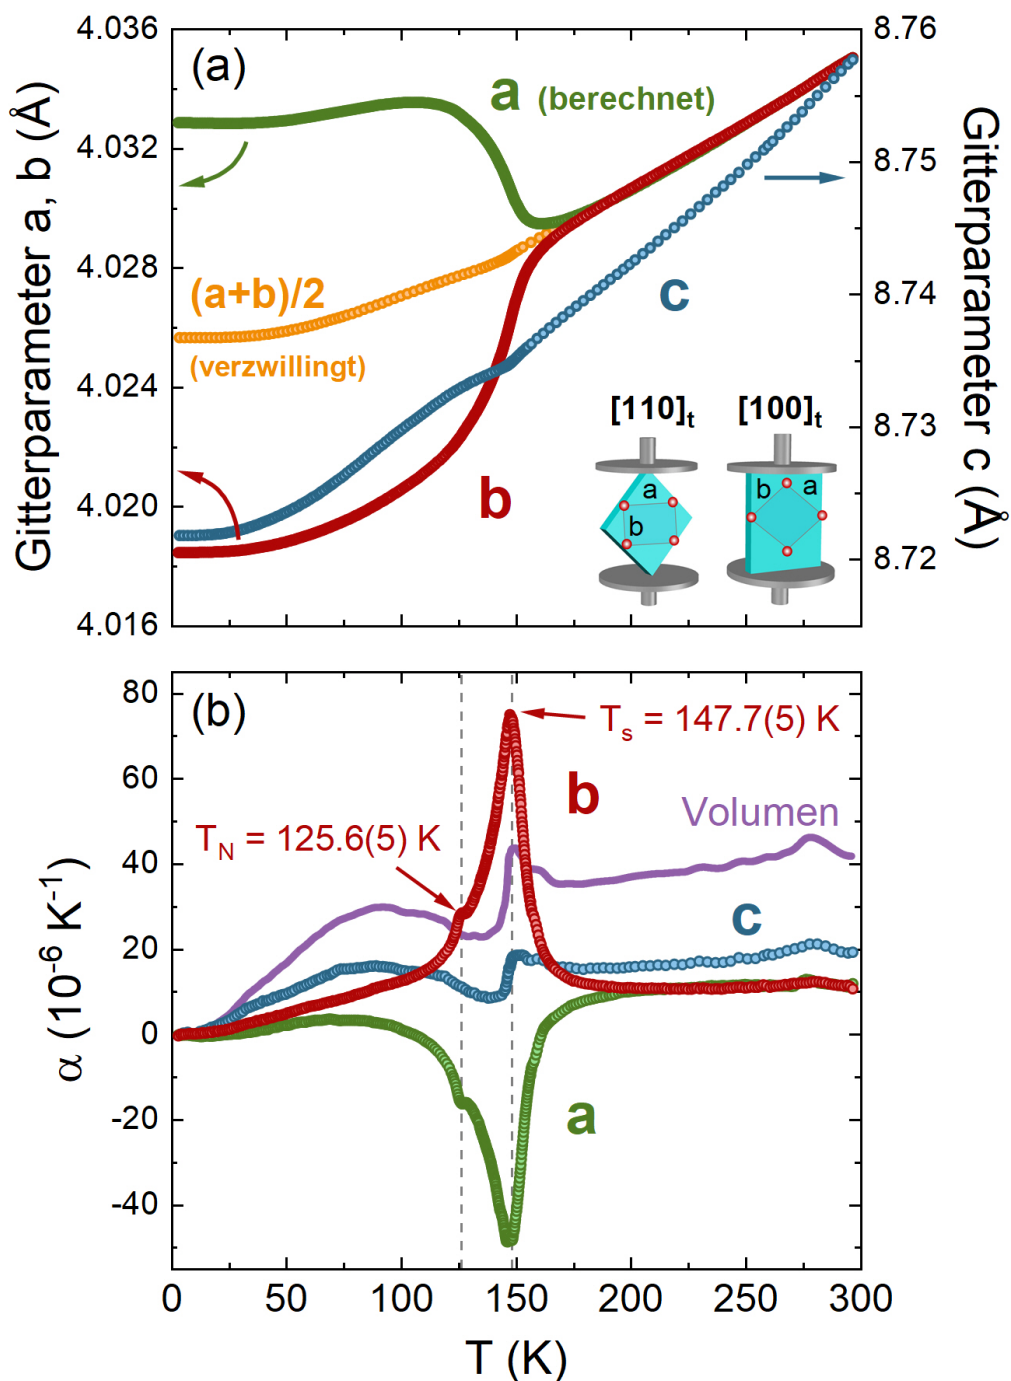 (a)
4.036
4.032
4.028
4.024
4.020
4.016
Gitterparameter a, b (Å)
8.76
8.75
8.74
8.73
8.72
Gitterparameter c (Å)
a (berechnet)
(a+b)/2
(verzwillingt)
c
b
[110]t [100]t
a
b
b a
(b)
80
60
40
20
0
-20
-40
α (10-6 K-1)
Ts = 147.7(5) K
b
Volumen
TN = 125.6(5) K
c
a
0 50 100 150 200 250 300
T (K)